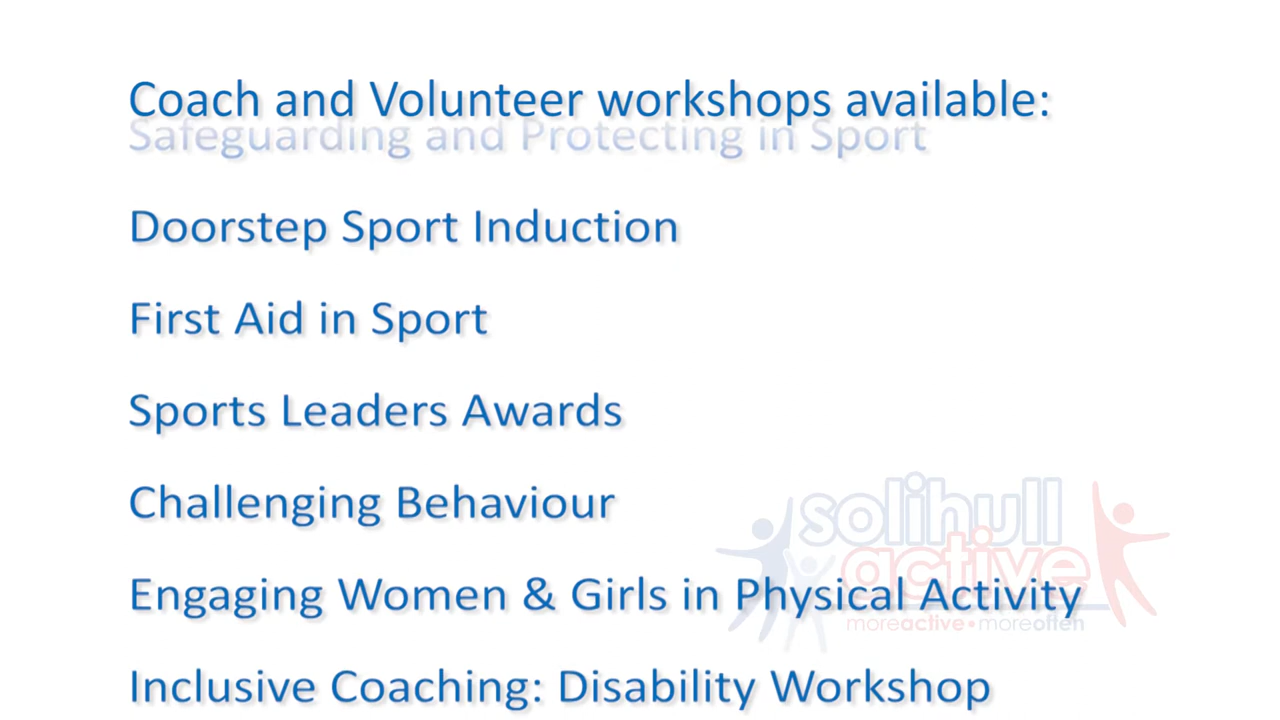 Coach and Volunteer workshops available:
Safeguarding and Protecting in Sport
Doorstep Sport Induction
First Aid in Sport
Sports Leaders Awards
Challenging Behaviour
Engaging Women & Girls in Physical Activity
Inclusive Coaching: Disability Workshop
solihull
active
moreactive • moreoften